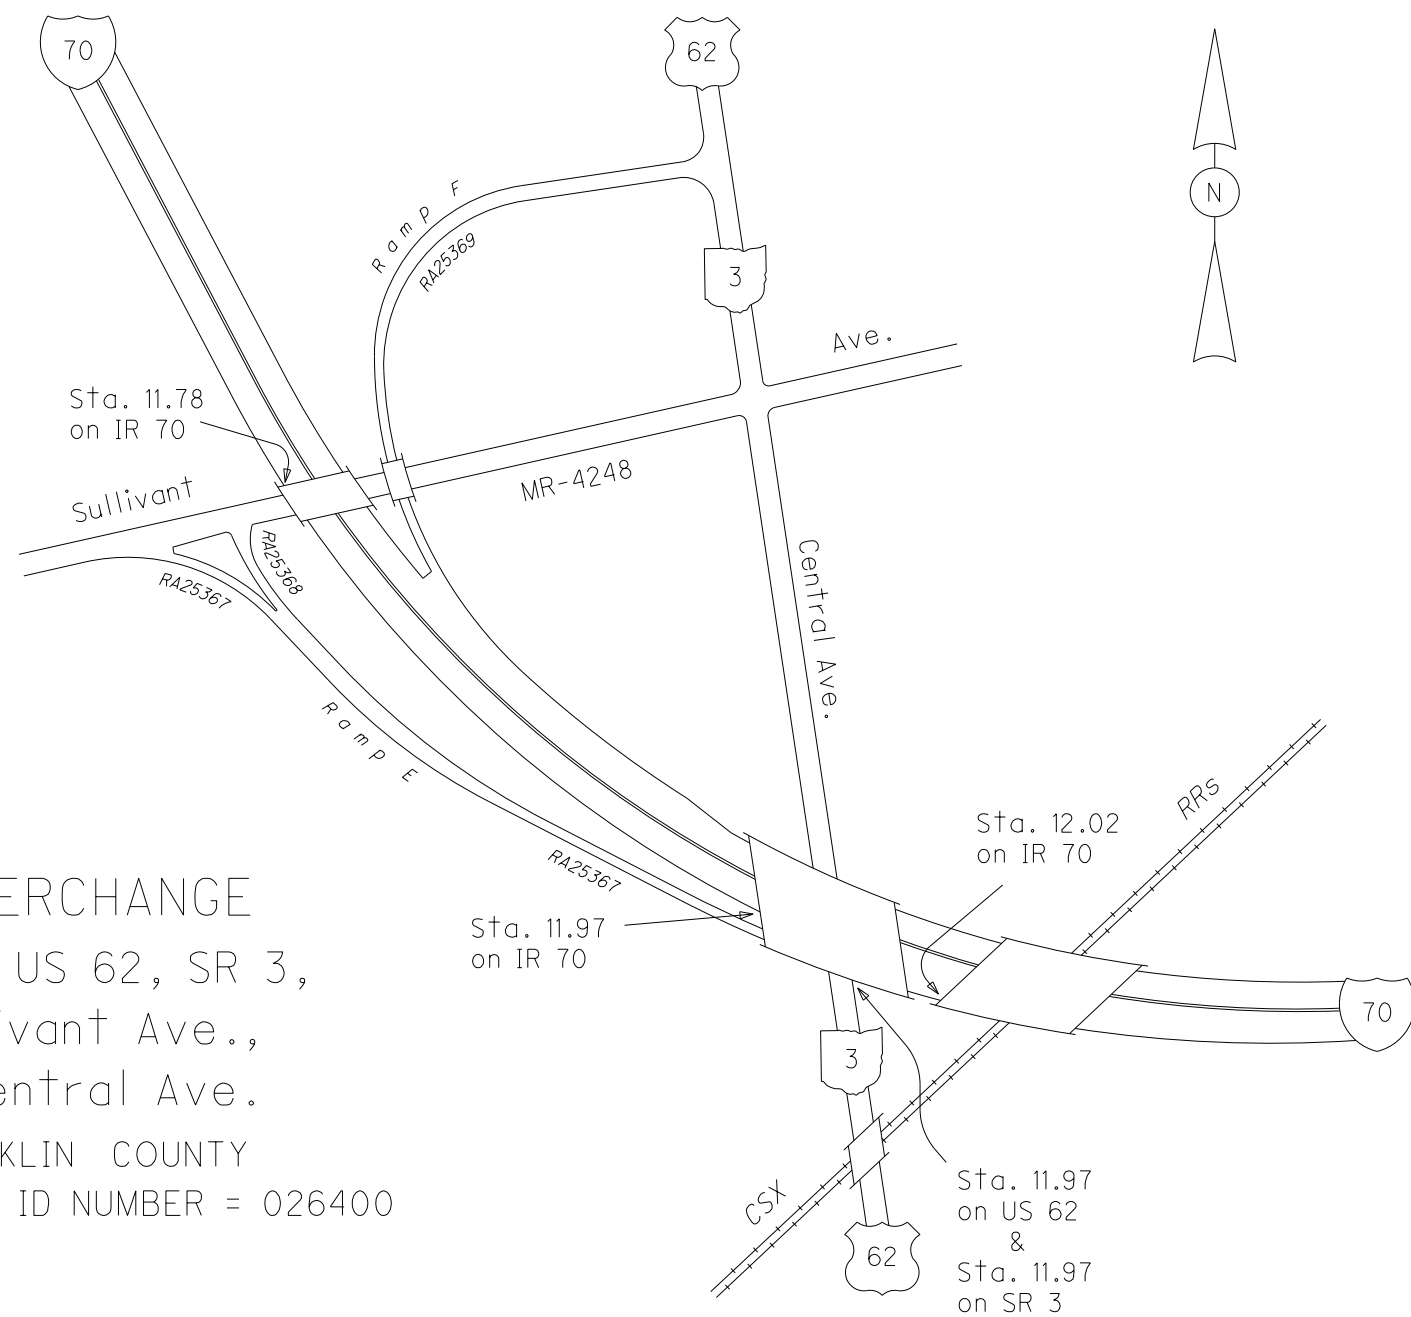 70
62
N
Ramp F
RA25369
3
Ave.
Sta. 11.78
on IR 70
Sullivant
MR-4248
RA25368
RA25367
Central Ave.
Ramp E
RRs
Sta. 12.02
on IR 70
RA25367
Sta. 11.97
on IR 70
70
ERCHANGE
US 62, SR 3,
ivant Ave.,
entral Ave.
KLIN COUNTY
ID NUMBER = 026400
3
CSX
62
Sta. 11.97
on US 62
&
Sta. 11.97
on SR 3